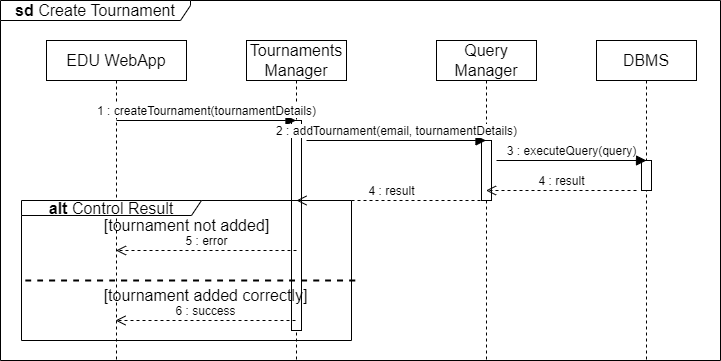 sd Create Tournament
EDU WebApp
Tournaments
Manager
Query
Manager
DBMS
1 : createTournament(tournamentDetails)
2 : addTournament(email, tournamentDetails)
3 : executeQuery(query)
4 : result
4 : result
alt Control Result
[tournament not added]
5 : error
[tournament added correctly]
6 : success